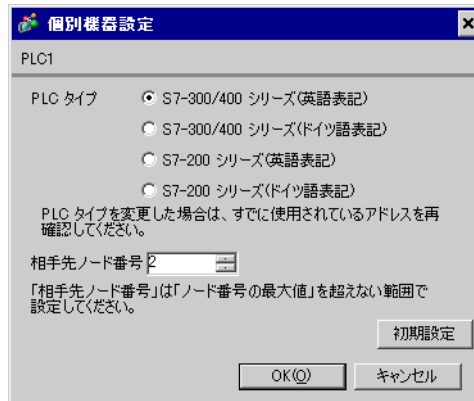 個別機器設定
PLC1
PLC タイプ
S7-300/400 シリーズ(英語表記)
S7-300/400 シリーズ(ドイツ語表記)
S7-200 シリーズ(英語表記)
S7-200 シリーズ(ドイツ語表記)
PLC タイプを変更した場合は、すでに使用されているアドレスを再
確認してください。
相手先ノード番号 2
「相手先ノード番号」は「ノード番号の最大値」を超えない範囲で
設定してください。
初期設定
OK(O) キャンセル